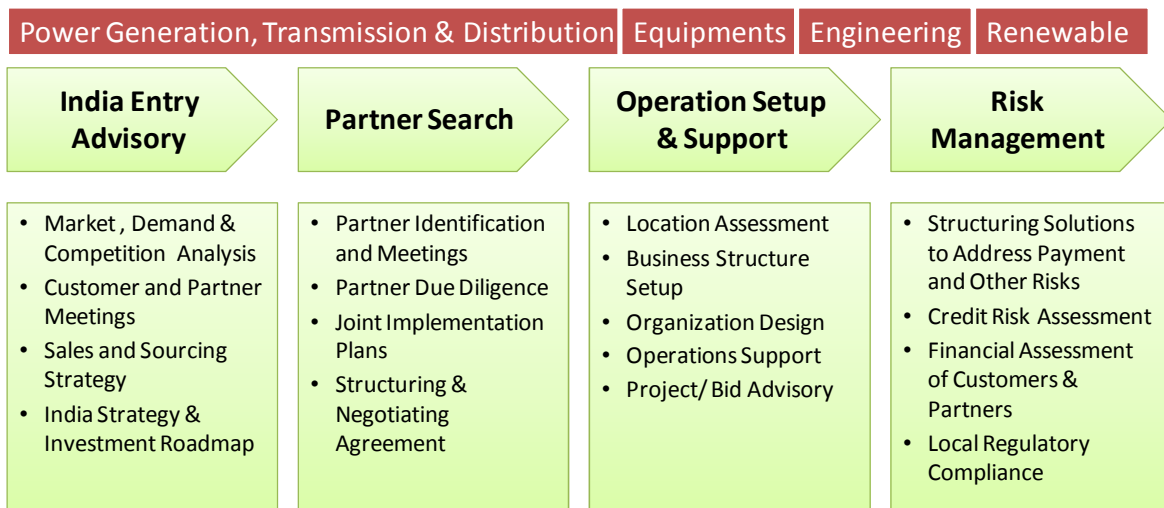 Power Generation, Transmission & Distribution
Equipments
Engineering
Renewable
India Entry
Advisory
Partner Search
Operation Setup
& Support
Risk
Management
• Market , Demand &
Competition Analysis
• Customer and Partner
Meetings
• Sales and Sourcing
Strategy
• India Strategy &
Investment Roadmap
• Partner Identification
and Meetings
• Partner Due Diligence
• Joint Implementation
Plans
• Structuring &
Negotiating
Agreement
• Location Assessment
• Business Structure
Setup
• Organization Design
• Operations Support
• Project/ Bid Advisory
• Structuring Solutions
to Address Payment
and Other Risks
• Credit Risk Assessment
• Financial Assessment
of Customers &
Partners
• Local Regulatory
Compliance